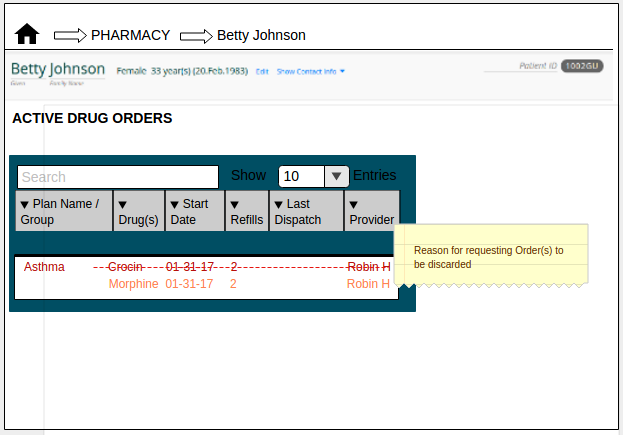 PHARMACY Betty Johnson
Betty Johnson Female 33 year(s) (20.Feb.1983) Edit Show Contact Info Patient ID 1002GU
Given Family Name
ACTIVE DRUG ORDERS
Search Show 10 Entries
Plan Name / Group Drug(s) Start Date Refills Last Dispatch Provider
Asthma Crocin 01-31-17 2 Robin H
Morphine 01-31-17 2 Robin H
Reason for requesting Order(s) to
be discarded